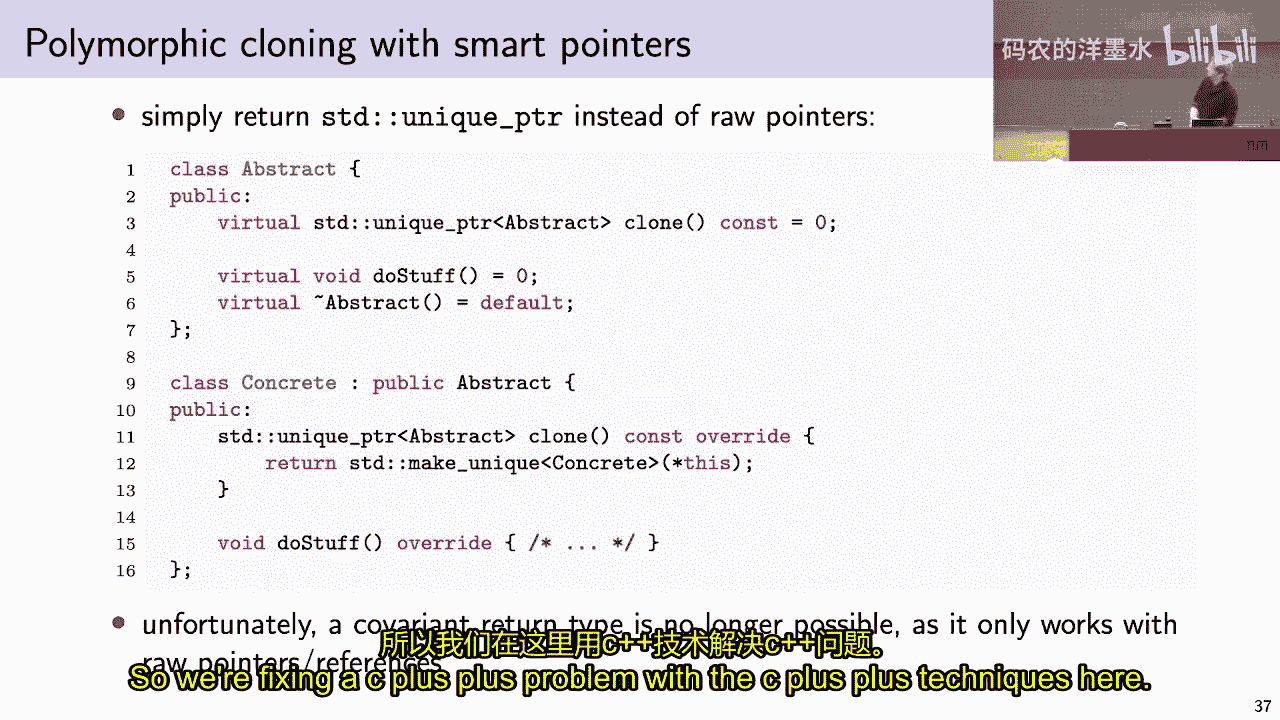 Polymorphic cloning with smart pointers
码农的洋墨水 bilibili
• simply return std::unique_ptr instead of raw pointers:
1 class Abstract {
2 public:
3 virtual std::unique_ptr<Abstract> clone() const = 0;
4
5 virtual void doStuff() = 0;
6 virtual ~Abstract() = default;
7 };
8
9 class Concrete : public Abstract {
10 public:
11 std::unique_ptr<Abstract> clone() const override {
12 return std::make_unique<Concrete>(*this);
13 }
14
15 void doStuff() override { /* ... */ }
16 };
• unfortunately, a covariant return type is no longer possible, as it only works with
raw pointers/references
所以我们在这里用c++技术解决c++问题。
So we're fixing a c plus plus problem with the c plus plus techniques here.
37